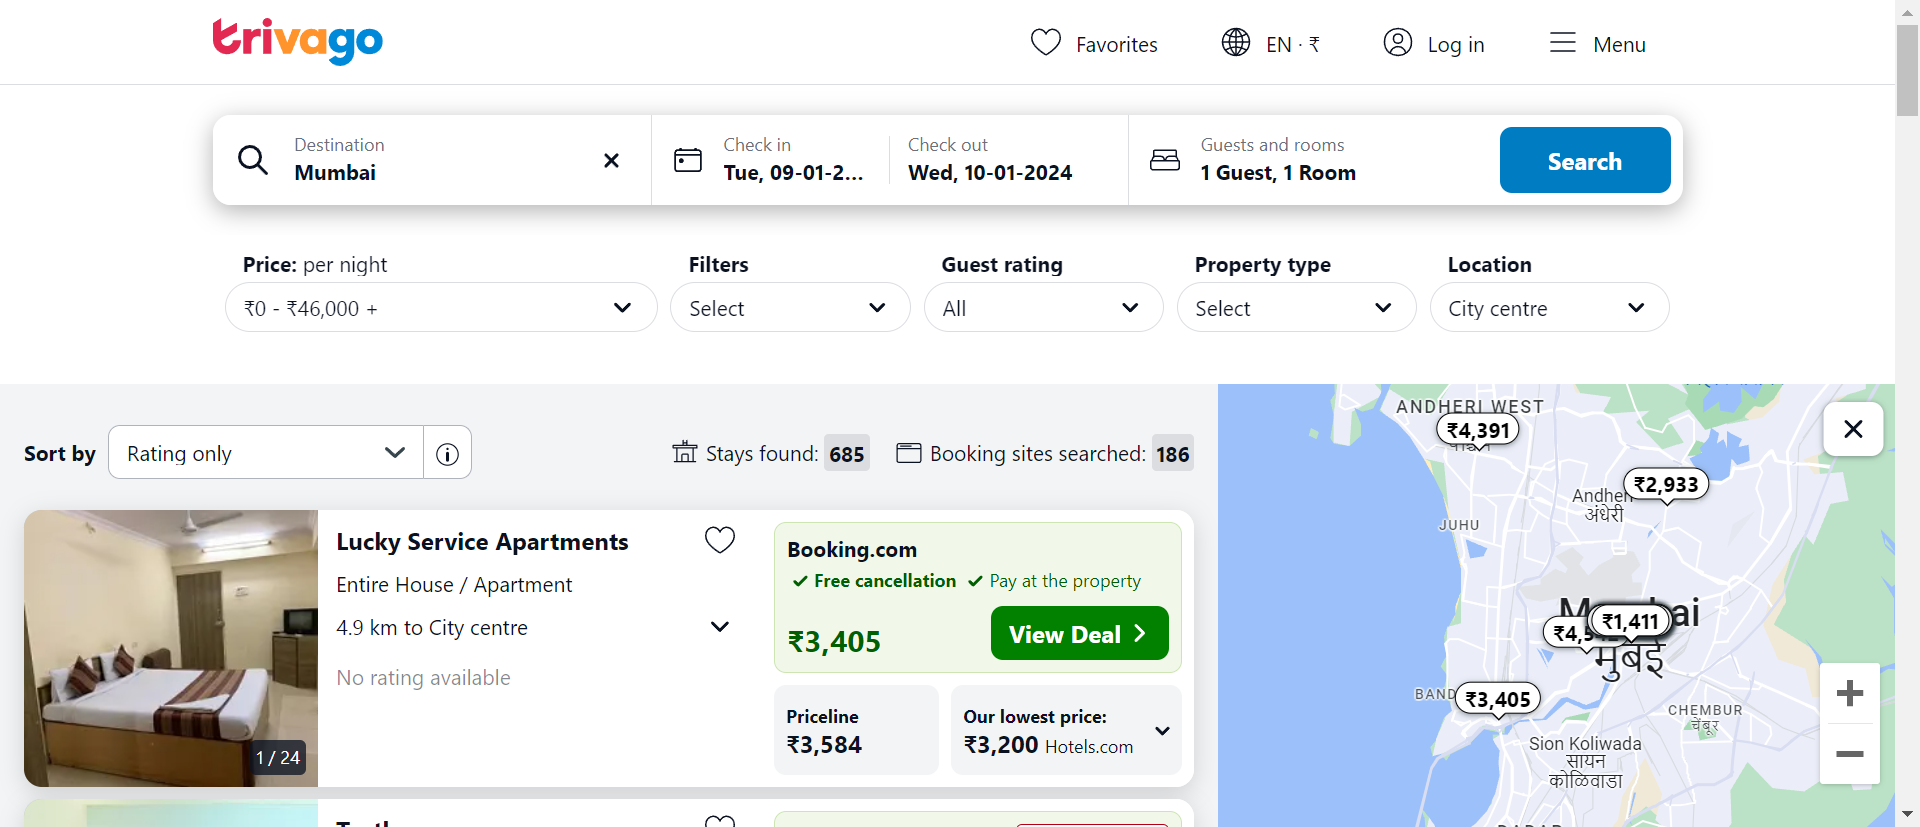 trivago
Favorites
EN · ₹
Log in
Menu
Destination
Mumbai
Check in
Tue, 09-01-2...
Check out
Wed, 10-01-2024
Guests and rooms
1 Guest, 1 Room
Search
Price: per night
₹0 - ₹46,000 +
Filters
Select
Guest rating
All
Property type
Select
Location
City centre
Sort by
Rating only
Stays found: 685
Booking sites searched: 186
Lucky Service Apartments
Entire House / Apartment
4.9 km to City centre
No rating available
1 / 24
Booking.com
Free cancellation
Pay at the property
₹3,405
View Deal
Priceline
₹3,584
Our lowest price:
₹3,200 Hotels.com
ANDHERI WEST
₹4,391
₹2,933
Andheri
अंधेरी
JUHU
₹1,411
मुंबई
₹3,405
CHEMBUR
चेंबूर
Sion Koliwada
सायन
कोळिवाडा